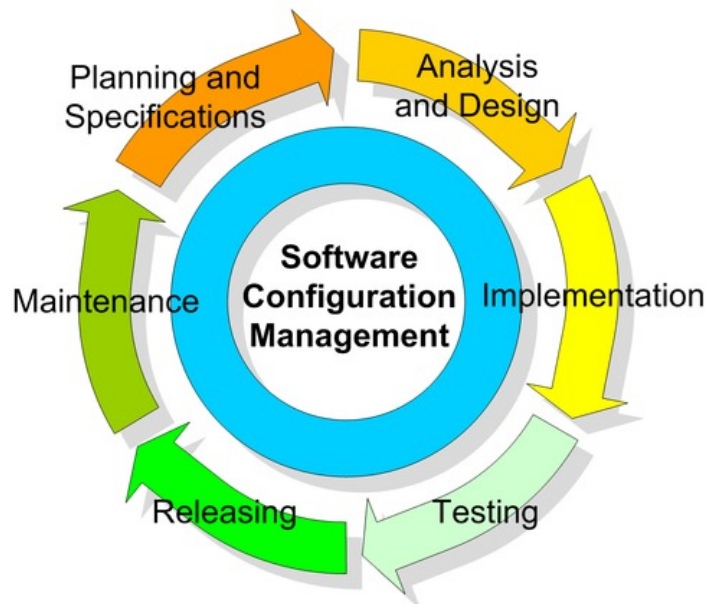 Planning and
Specifications
Analysis
and Design
Implementation
Testing
Releasing
Maintenance
Software
Configuration
Management